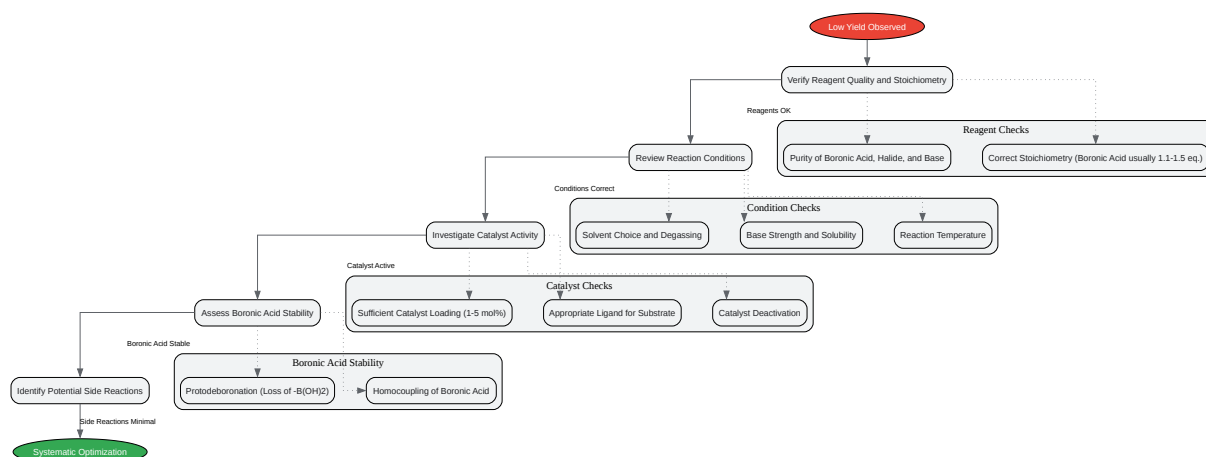 Low Yield Observed
Verify Reagent Quality and Stoichiometry
Reagents OK
Reagent Checks
Purity of Boronic Acid, Halide, and Base
Correct Stoichiometry (Boronic Acid usually 1.1-1.5 eq.)
Review Reaction Conditions
Conditions Correct
Condition Checks
Solvent Choice and Degassing
Base Strength and Solubility
Reaction Temperature
Investigate Catalyst Activity
Catalyst Active
Catalyst Checks
Sufficient Catalyst Loading (1-5 mol%)
Appropriate Ligand for Substrate
Catalyst Deactivation
Assess Boronic Acid Stability
Boronic Acid Stable
Boronic Acid Stability
Protodeboronation (Loss of -B(OH)2)
Homocoupling of Boronic Acid
Identify Potential Side Reactions
Side Reactions Minimal
Systematic Optimization